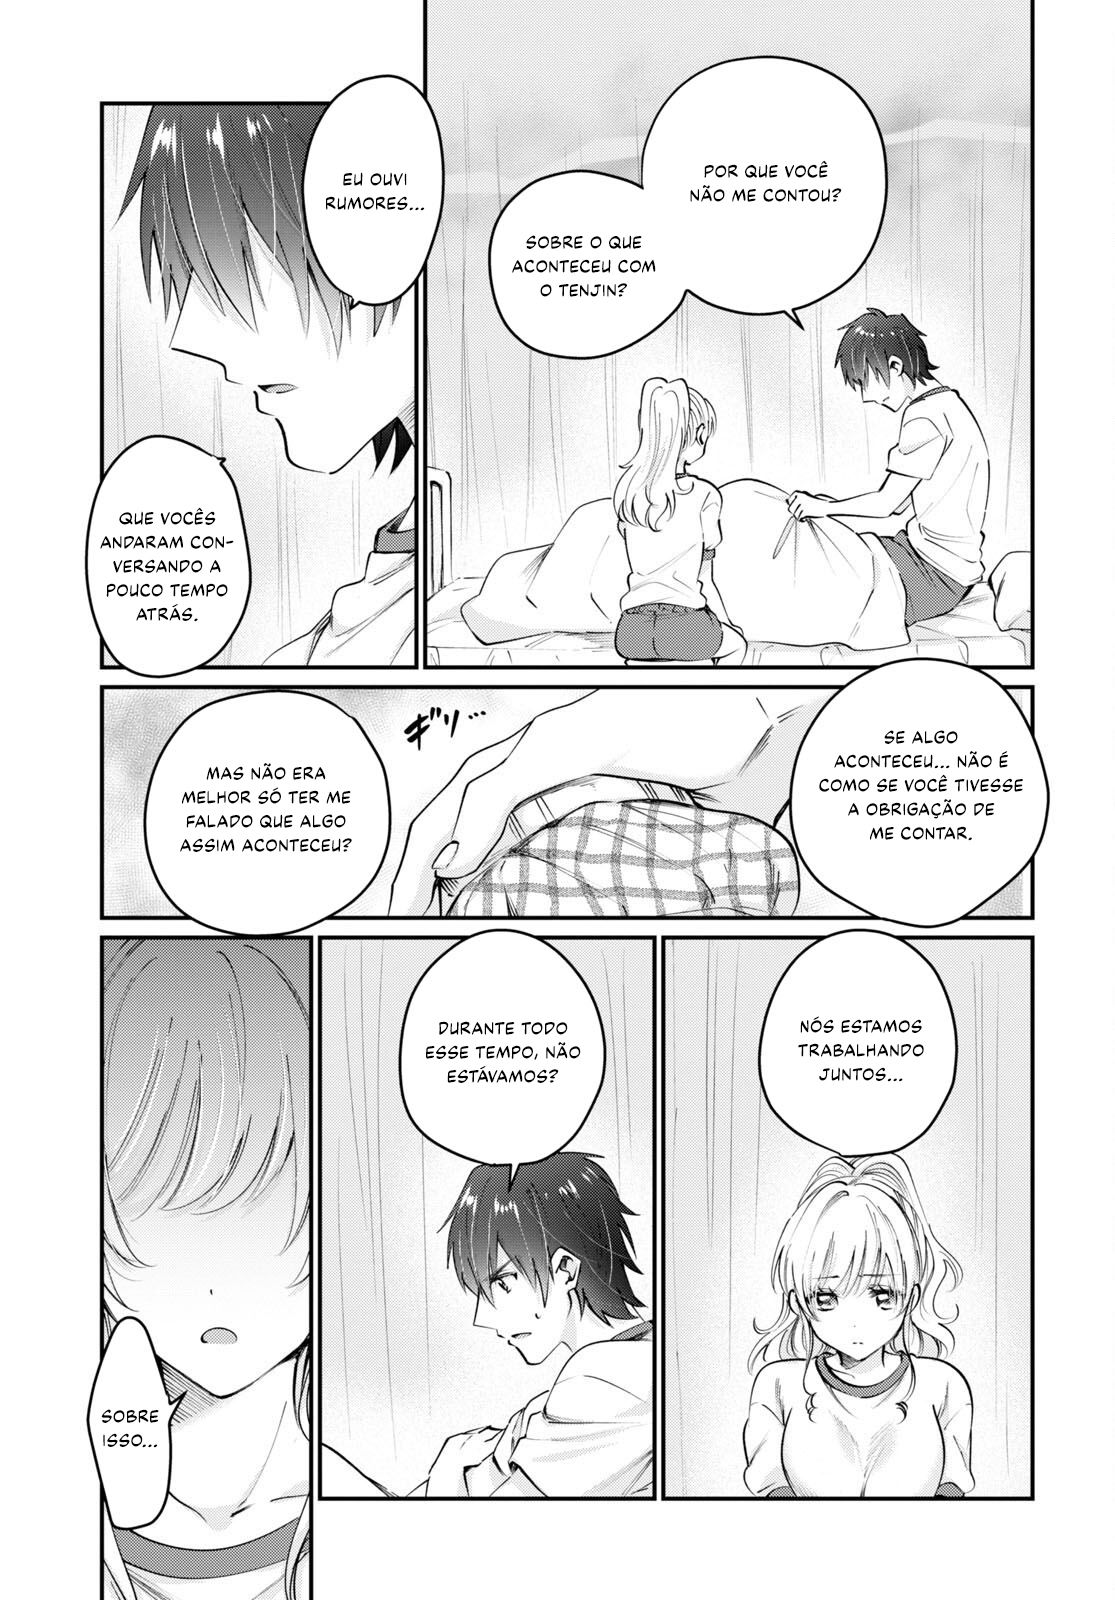 POR QUE VOCÊ
NÃO ME CONTOU?
SOBRE O QUE
ACONTECEU COM
O TENJIN?
EU OUVI
RUMORES...
QUE VOCÊS
ANDARAM CON-
VERSANDO A
POUCO TEMPO
ATRÁS.
SE ALGO
ACONTECEU... NÃO É
COMO SE VOCÊ TIVESSE
A OBRIGAÇÃO DE
ME CONTAR.
ギリ...
MAS NÃO ERA
MELHOR SÓ TER ME
FALADO QUE ALGO
ASSIM ACONTECEU?
NÓS ESTAMOS
TRABALHANDO
JUNTOS...
DURANTE TODO
ESSE TEMPO, NÃO
ESTÁVAMOS?
SOBRE
ISSO...